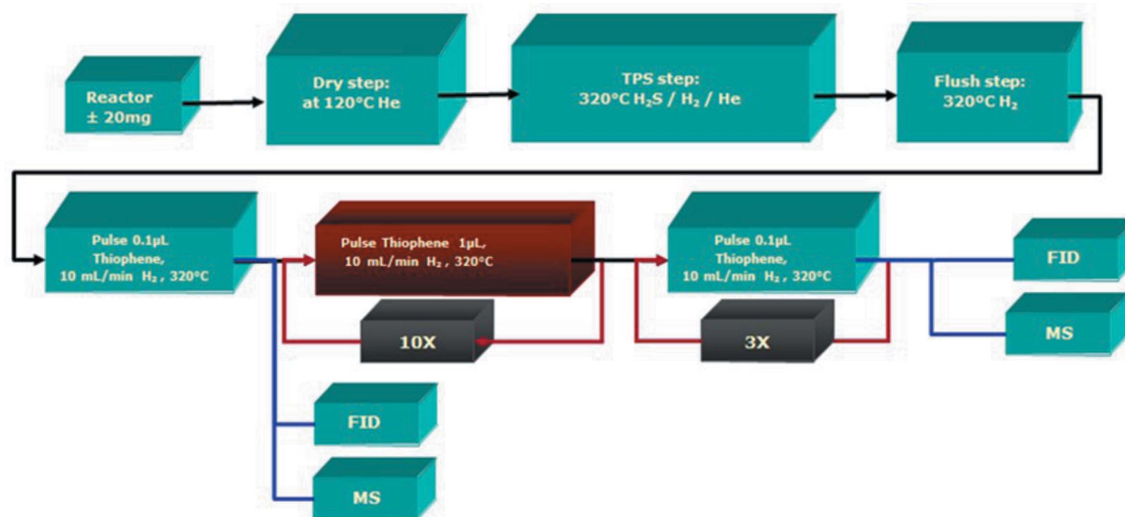 Reactor
± 20mg
Dry step:
at 120°C He
TPS step:
320°C H₂S / H₂ / He
Flush step:
320°C H₂
Pulse 0.1µL
Thiophene,
10 mL/min H₂, 320°C
Pulse Thiophene 1µL,
10 mL/min H₂, 320°C
Pulse 0.1µL
Thiophene,
10 mL/min H₂, 320°C
FID
MS
10X
3X
FID
MS